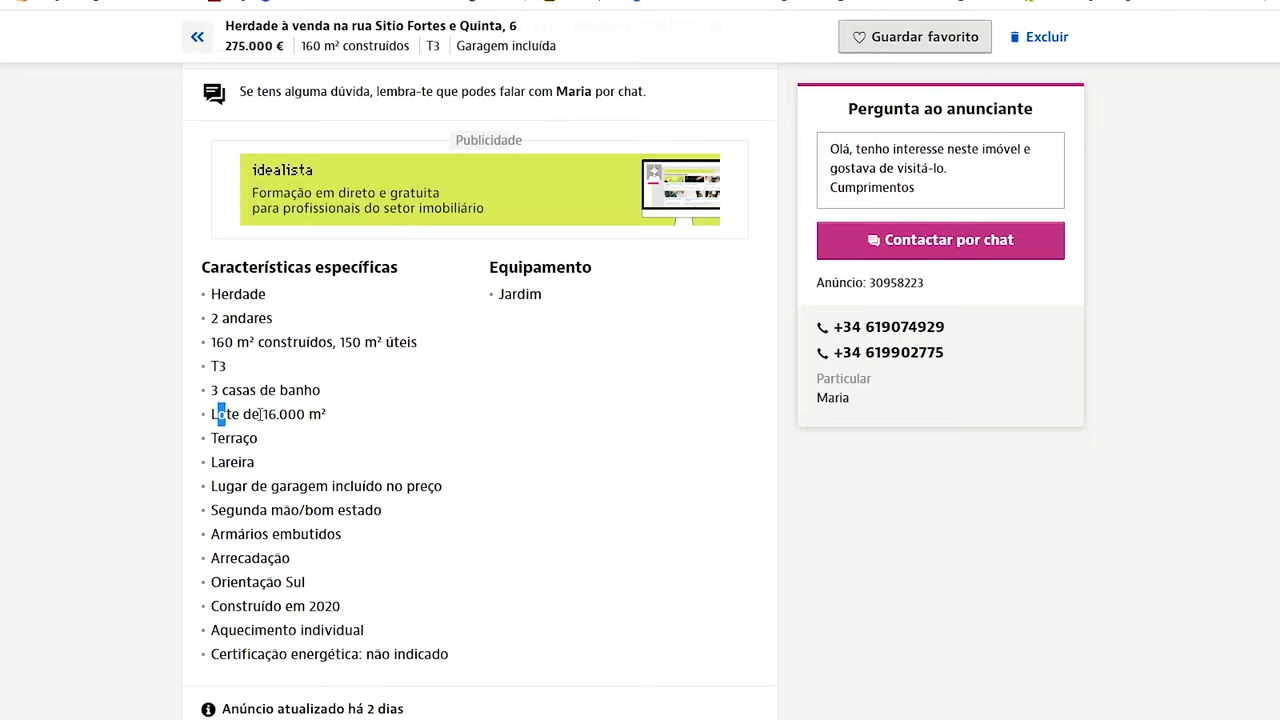 Herdade à venda na rua Sitio Fortes e Quinta, 6
275.000 € 160 m² construídos T3 Garagem incluída
Guardar favorito
Excluir
Se tens alguma dúvida, lembra-te que podes falar com Maria por chat.
Publicidade
idealista
Formação em direto e gratuita
para profissionais do setor imobiliário
Características específicas
• Herdade
• 2 andares
• 160 m² construídos, 150 m² úteis
• T3
• 3 casas de banho
• Lote de 16.000 m²
• Terraço
• Lareira
• Lugar de garagem incluído no preço
• Segunda mão/bom estado
• Armários embutidos
• Arrecadação
• Orientação Sul
• Construído em 2020
• Aquecimento individual
• Certificação energética: não indicado
Equipamento
• Jardim
Anúncio atualizado há 2 dias
Pergunta ao anunciante
Olá, tenho interesse neste imóvel e
gostava de visitá-lo.
Cumprimentos
Contactar por chat
Anúncio: 30958223
+34 619074929
+34 619902775
Particular
Maria